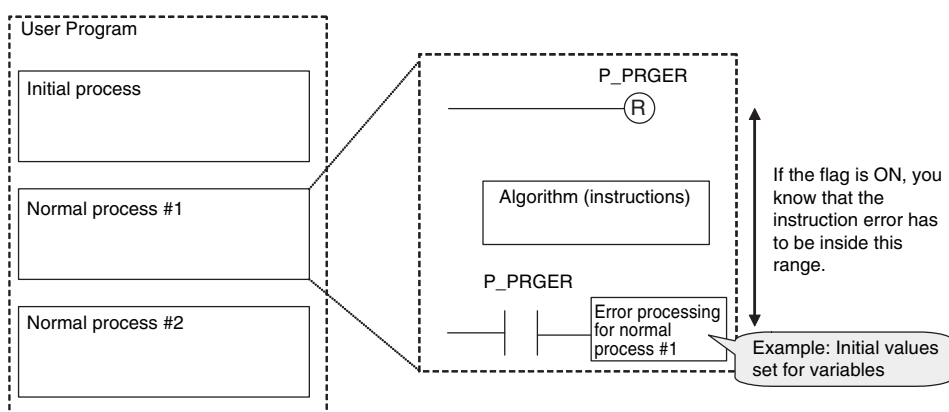 User Program
Initial process
Normal process #1
Normal process #2
P_PRGER
R
Algorithm (instructions)
P_PRGER
Error processing
for normal
process #1
If the flag is ON, you
know that the
instruction error has
to be inside this
range.
Example: Initial values
set for variables